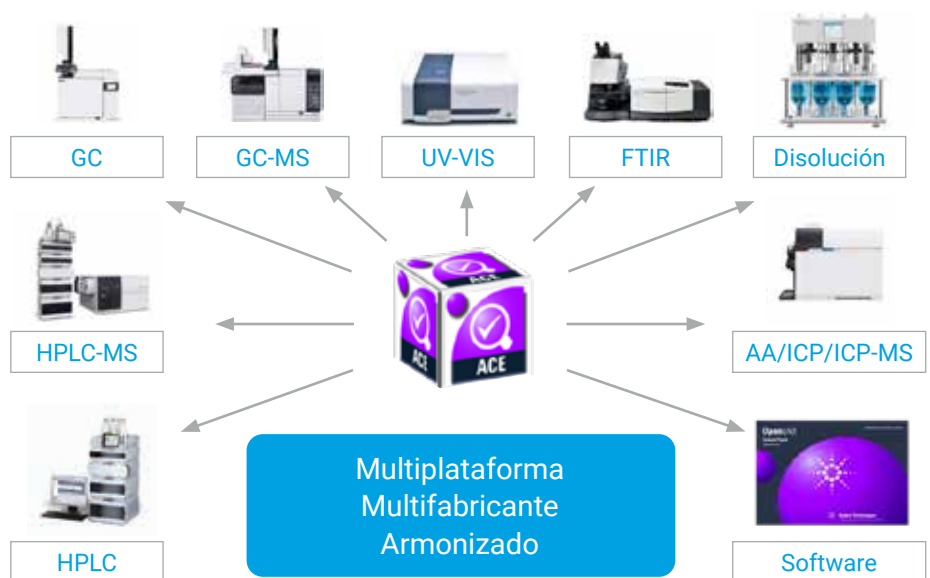 GC
GC-MS
UV-VIS
FTIR
Disolución
ACE
ACE
ACE
HPLC-MS
AA/ICP/ICP-MS
Multiplataforma
Multifabricante
Armonizado
HPLC
Software